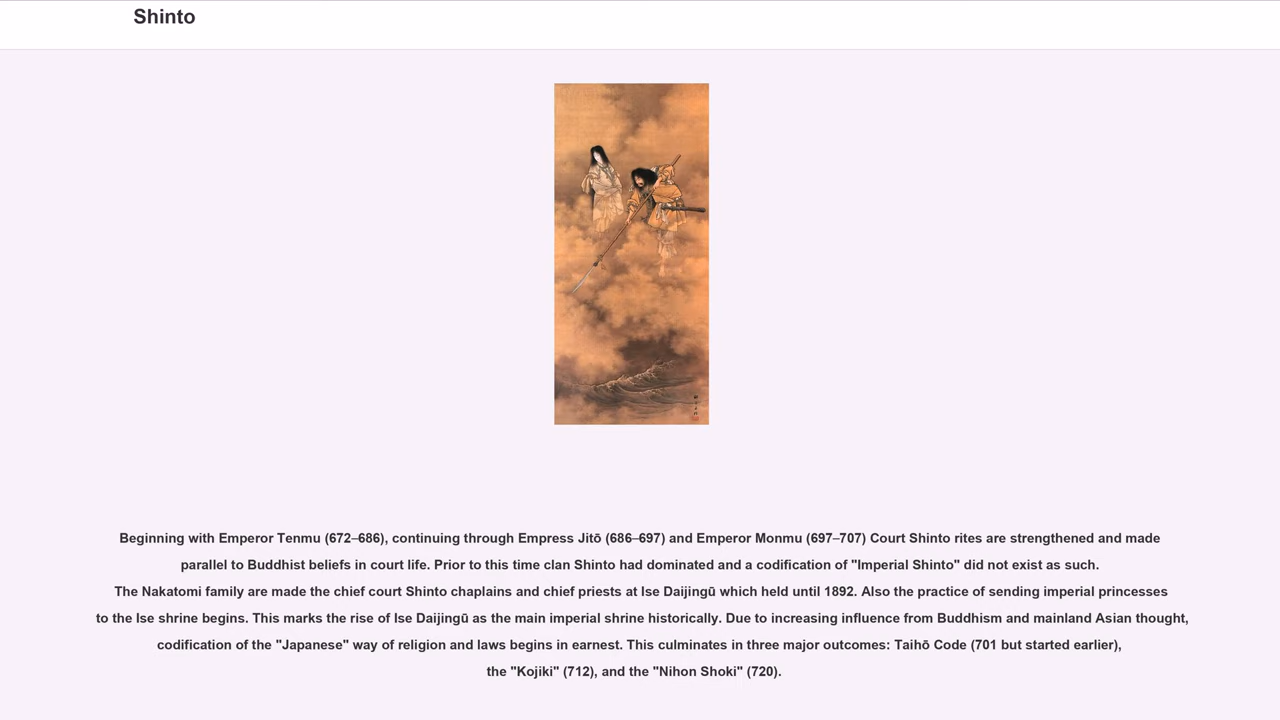 Shinto
Beginning with Emperor Tenmu (672–686), continuing through Empress Jitō (686–697) and Emperor Monmu (697–707) Court Shinto rites are strengthened and made
parallel to Buddhist beliefs in court life. Prior to this time clan Shinto had dominated and a codification of "Imperial Shinto" did not exist as such.
The Nakatomi family are made the chief court Shinto chaplains and chief priests at Ise Daijingū which held until 1892. Also the practice of sending imperial princesses
to the Ise shrine begins. This marks the rise of Ise Daijingū as the main imperial shrine historically. Due to increasing influence from Buddhism and mainland Asian thought,
codification of the "Japanese" way of religion and laws begins in earnest. This culminates in three major outcomes: Taihō Code (701 but started earlier),
the "Kojiki" (712), and the "Nihon Shoki" (720).